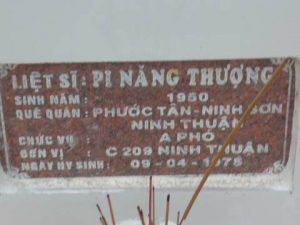 LIỆT SĨ: PI NĂNG THƯỢNG
SINH NĂM : 1950
QUÊ QUÁN : PHƯỚC TÂN-NINH SƠN
NINH THUẬN
CHỨC VỤ : A PHÓ
ĐƠN VỊ : C 209 NINH THUẬN
NGÀY HY SINH: 09-04-1975